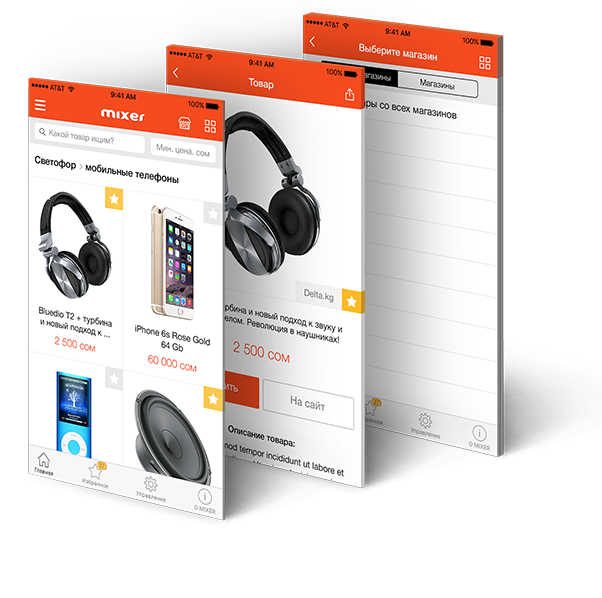 AT&T 9:41 AM 100%
mixer
Какой товар ищим?
Мин. цена. сом
Светофор > мобильные телефоны
Bluedio T2 + турбина
и новый подход к ...
2 500 сом
iPhone 6s Rose Gold
64 Gb
60 000 сом
Главная
27
Избранное
Управление
О MIXER
AT&T 9:41 AM 100%
Товар
Delta.kg
рбина и новый подход к звуку и
елом. Революция в наушниках!
2 500 сом
ить
На сайт
Описание товара:
mod tempor incididunt ut labore et
AT&T 9:41 AM 100%
Выберите магазин
газины
Магазины
ры со всех магазинов
27
нное
Управление
О MIXER